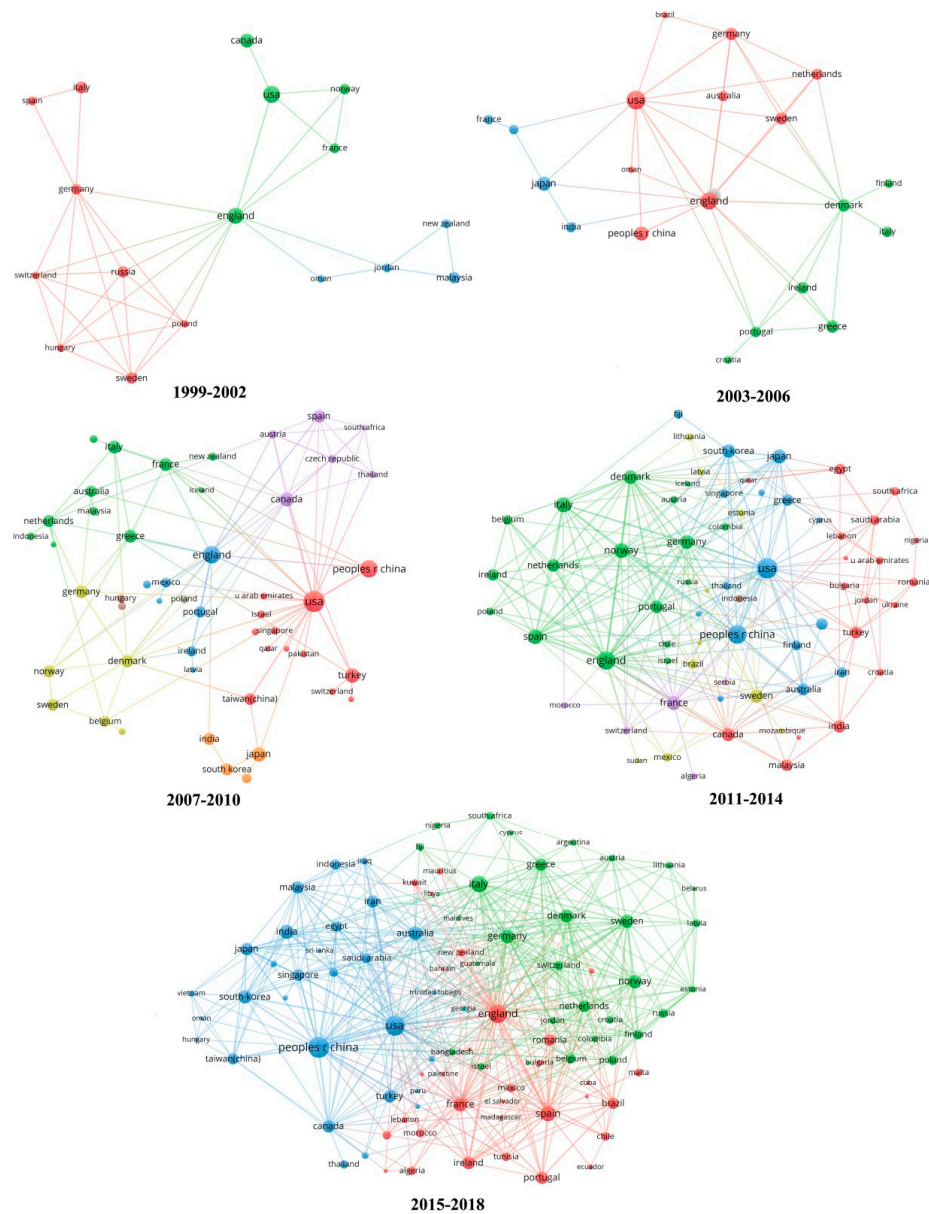 canada
usa
norway
italy
spain
france
germany
england
new zealand
switzerland
russia
jordan
oman
malaysia
poland
hungary
sweden
1999-2002
brazil
germany
netherlands
usa
australia
france
sweden
oman
japan
finland
england
denmark
india
peoples r china
italy
ireland
portugal
greece
croatia
2003-2006
spain
austria
south africa
italy
new zealand
czech republic
france
thailand
australia
iceland
canada
malaysia
netherlands
indonesia
greece
england
peoples r china
mexico
germany
u arab emirates
hungary
poland
usa
portugal
israel
singapore
ireland
qatar
pakistan
denmark
norway
latvia
turkey
switzerland
sweden
taiwan(china)
belgium
india
japan
south korea
2007-2010
fiji
lithuania
south korea
japan
latvia
egypt
denmark
qatar
iceland
singapore
south africa
italy
austria
greece
belgium
estonia
cyprus
saudi arabia
colombia
lebanon
nigeria
norway
germany
u arab emirates
netherlands
usa
ireland
russia
thailand
bulgaria
romania
indonesia
jordan
poland
portugal
ukraine
spain
peoples r china
turkey
chile
finland
england
israel
brazil
iran
croatia
serbia
sweden
australia
morocco
france
india
switzerland
canada
mozambique
sudan
mexico
malaysia
algeria
2011-2014
south africa
nigeria
cyprus
argentina
fiji
indonesia
iraq
mauritius
greece
austria
lithuania
malaysia
kuwait
italy
iran
libya
belarus
maldives
denmark
sweden
latvia
india
egypt
australia
germany
japan
sri lanka
saudi arabia
new zealand
guatemala
switzerland
bahrain
singapore
norway
vietnam
south korea
trinidad tobago
estonia
georgia
netherlands
oman
england
jordan
croatia
russia
usa
finland
hungary
romania
colombia
peoples r china
bangladesh
taiwan(china)
israel
bulgaria
belgium
poland
palestine
malta
cuba
peru
mexico
turkey
el salvador
france
brazil
spain
lebanon
madagascar
canada
morocco
chile
tunisia
thailand
ireland
algeria
ecuador
portugal
2015-2018